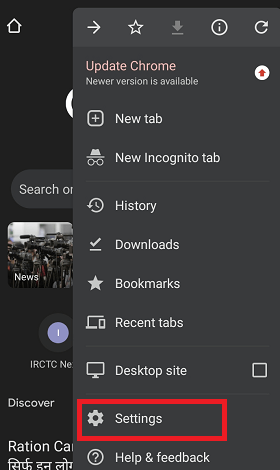 Update Chrome
Newer version is available
New tab
New Incognito tab
History
Downloads
Bookmarks
Recent tabs
Desktop site
Settings
Help & feedback
Search or
News
I
IRCTC Ne
Discover
Ration Car
सिर्फ इन लोग